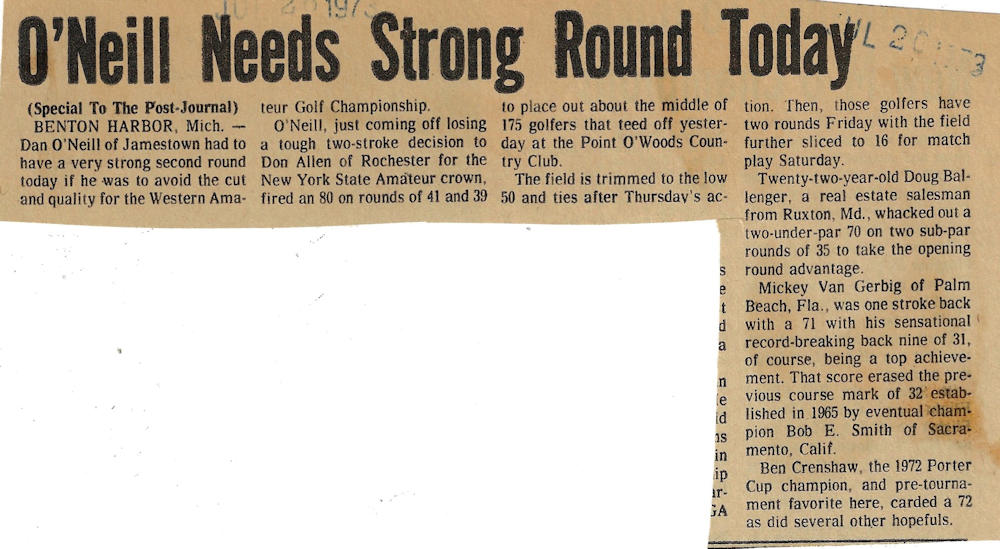 O'Neill Needs Strong Round Today
(Special To The Post-Journal)
BENTON HARBOR, Mich. —
Dan O'Neill of Jamestown had to
have a very strong second round
today if he was to avoid the cut
and quality for the Western Ama-
teur Golf Championship.
O'Neill, just coming off losing
a tough two-stroke decision to
Don Allen of Rochester for the
New York State Amateur crown,
fired an 80 on rounds of 41 and 39
to place out about the middle of
175 golfers that teed off yester-
day at the Point O'Woods Coun-
try Club.
The field is trimmed to the low
50 and ties after Thursday's ac-
tion. Then, those golfers have
two rounds Friday with the field
further sliced to 16 for match
play Saturday.
Twenty-two-year-old Doug Bal-
lenger, a real estate salesman
from Ruxton, Md., whacked out a
two-under-par 70 on two sub-par
rounds of 35 to take the opening
round advantage.
Mickey Van Gerbig of Palm
Beach, Fla., was one stroke back
with a 71 with his sensational
record-breaking back nine of 31,
of course, being a top achieve-
ment. That score erased the pre-
vious course mark of 32 estab-
lished in 1965 by eventual cham-
pion Bob E. Smith of Sacra-
mento, Calif.
Ben Crenshaw, the 1972 Porter
Cup champion, and pre-tourna-
ment favorite here, carded a 72
as did several other hopefuls.